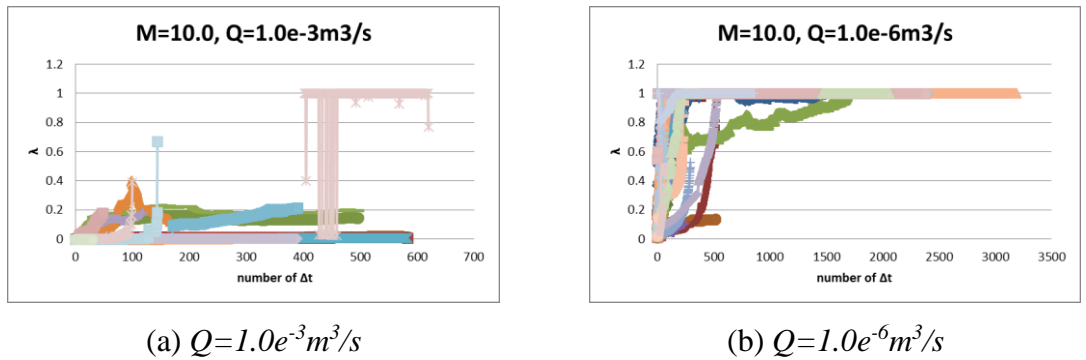 M=10.0, Q=1.0e-3m3/s
1.2
1
0.8
0.6
0.4
0.2
0
λ
0 100 200 300 400 500 600 700
number of Δt
(a) Q=1.0e⁻³m³/s
M=10.0, Q=1.0e-6m3/s
1.2
1
0.8
0.6
0.4
0.2
0
λ
0 500 1000 1500 2000 2500 3000 3500
number of Δt
(b) Q=1.0e⁻⁶m³/s